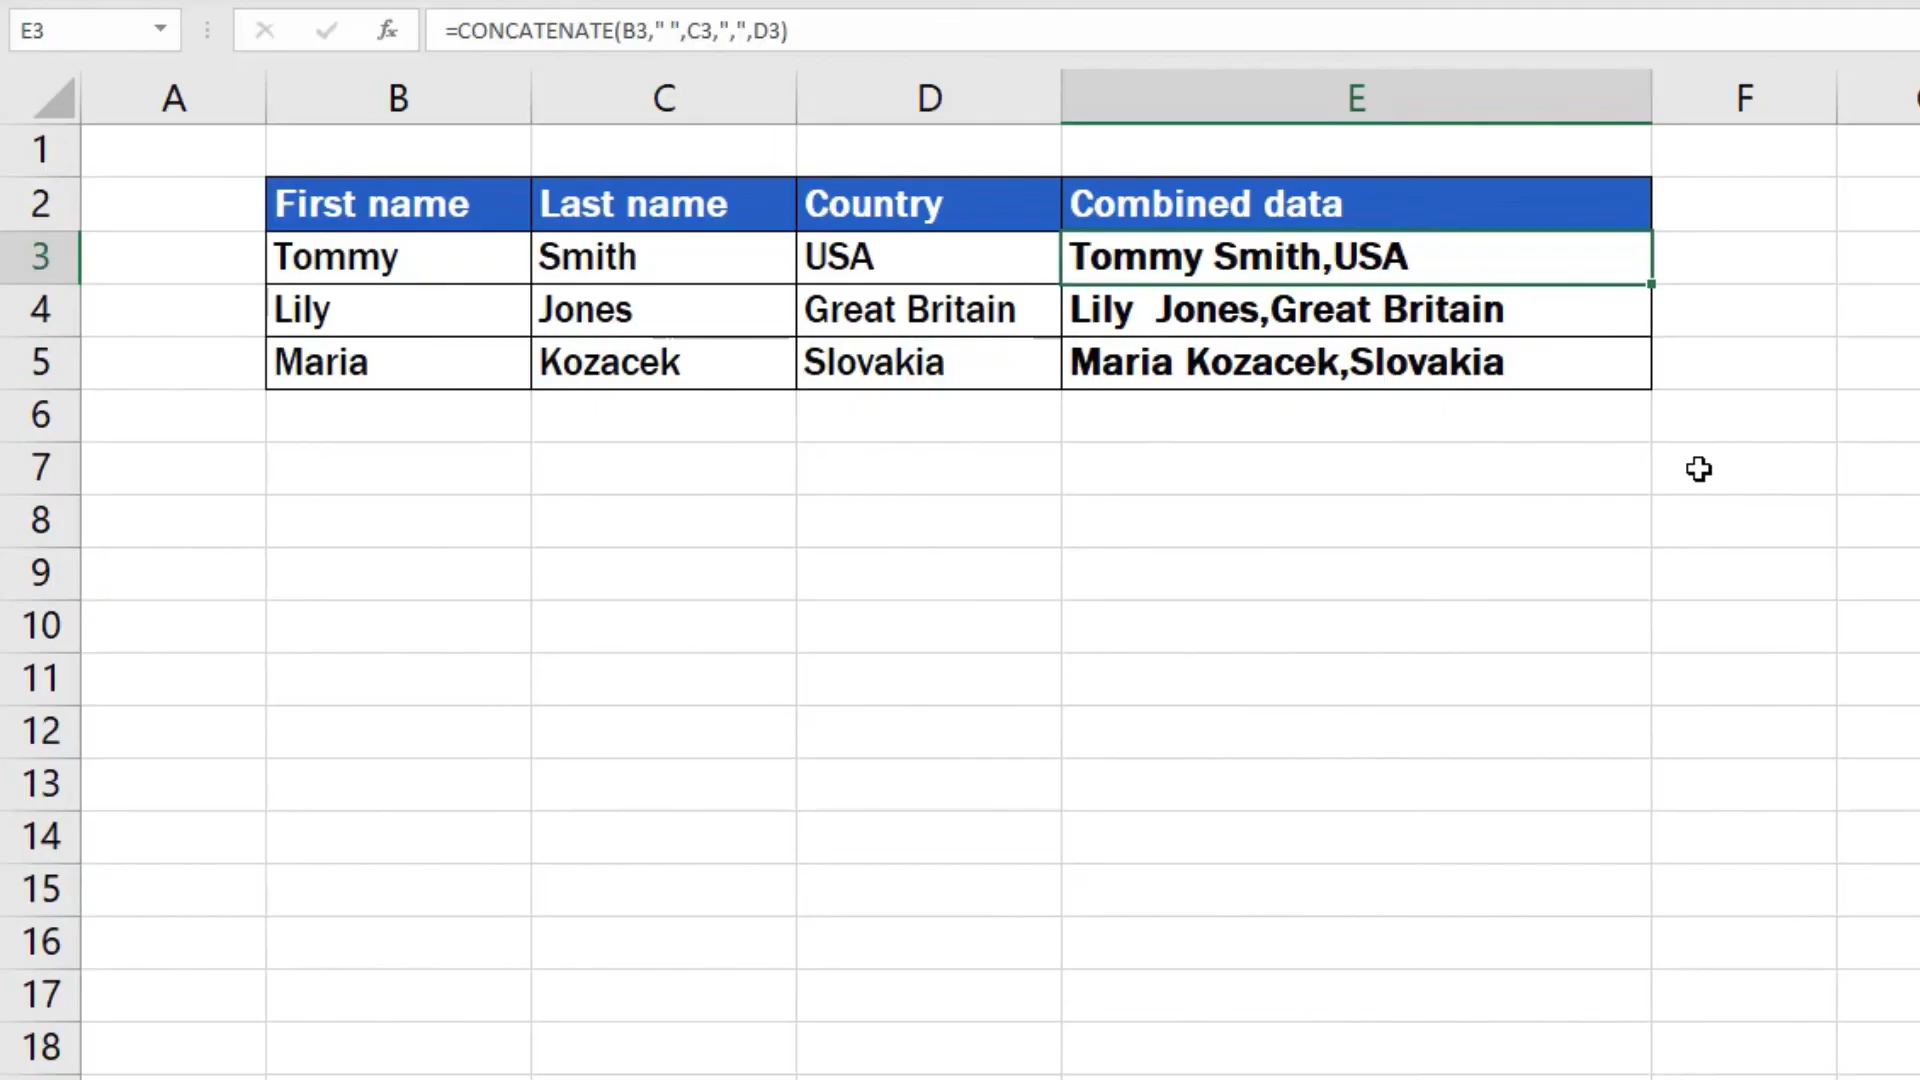 E3 fx =CONCATENATE(B3," ",C3,",",D3)
A B C D E F
1
2 First name Last name Country Combined data
3 Tommy Smith USA Tommy Smith,USA
4 Lily Jones Great Britain Lily  Jones,Great Britain
5 Maria Kozacek Slovakia Maria Kozacek,Slovakia
6
7
8
9
10
11
12
13
14
15
16
17
18